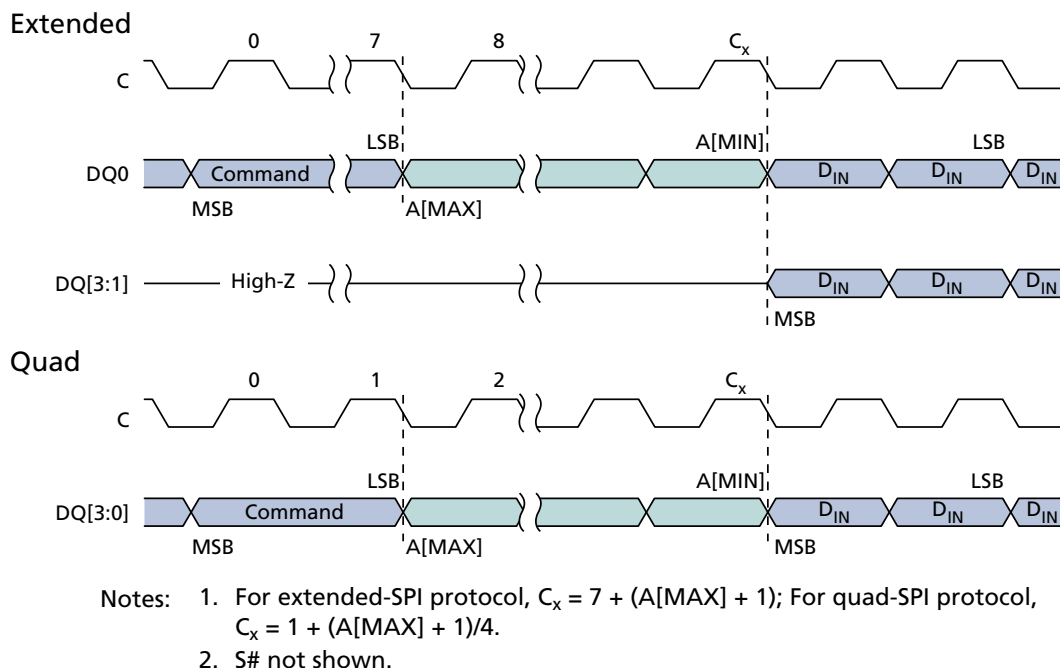 Extended
0 7 8 Cx
C
LSB A[MIN] LSB
DQ0 Command DIN DIN DIN
MSB A[MAX]
DQ[3:1] High-Z DIN DIN DIN
MSB
Quad
0 1 2 Cx
C
LSB A[MIN] LSB
DQ[3:0] Command DIN DIN DIN
MSB A[MAX] MSB
Notes: 1. For extended-SPI protocol, Cx = 7 + (A[MAX] + 1); For quad-SPI protocol,
Cx = 1 + (A[MAX] + 1)/4.
2. S# not shown.